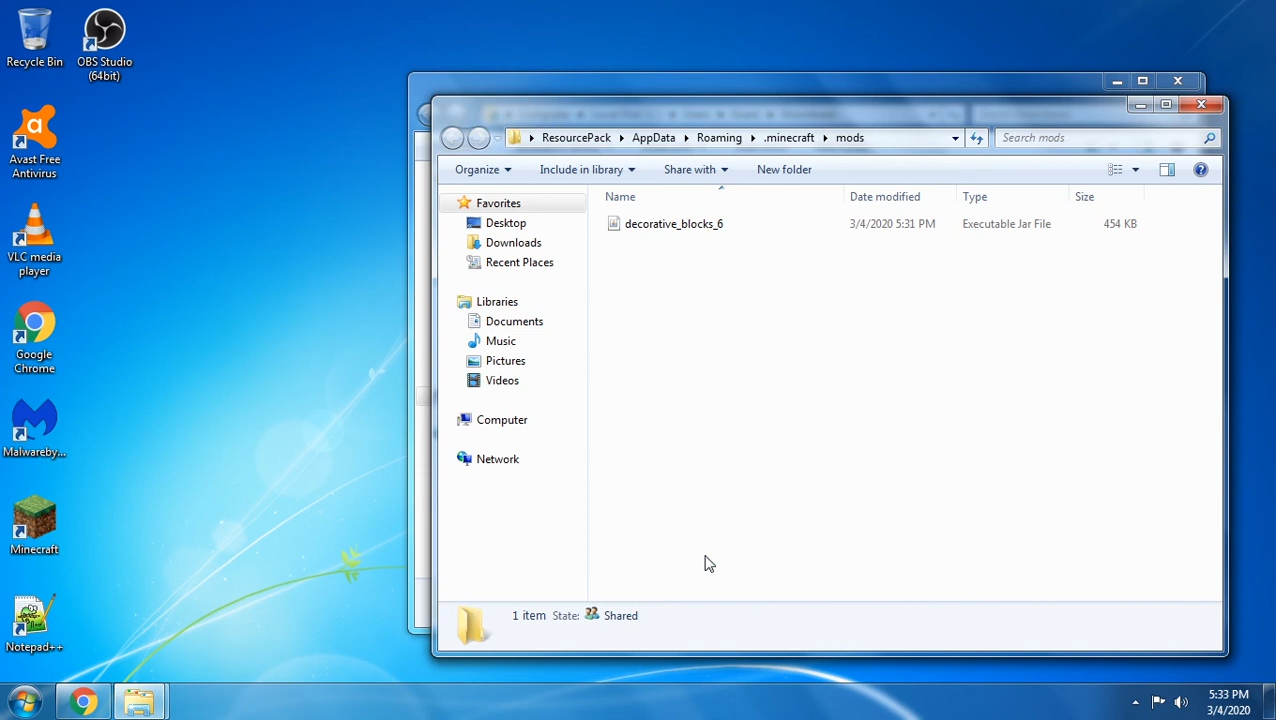 Recycle Bin
OBS Studio
(64bit)
Avast Free
Antivirus
VLC media
player
Google
Chrome
Malwareby...
Minecraft
Notepad++
ResourcePack
AppData
Roaming
.minecraft
mods
Search mods
Organize
Include in library
Share with
New folder
Favorites
Desktop
Downloads
Recent Places
Libraries
Documents
Music
Pictures
Videos
Computer
Network
Name
Date modified
Type
Size
decorative_blocks_6
3/4/2020 5:31 PM
Executable Jar File
454 KB
1 item State: Shared
5:33 PM
3/4/2020